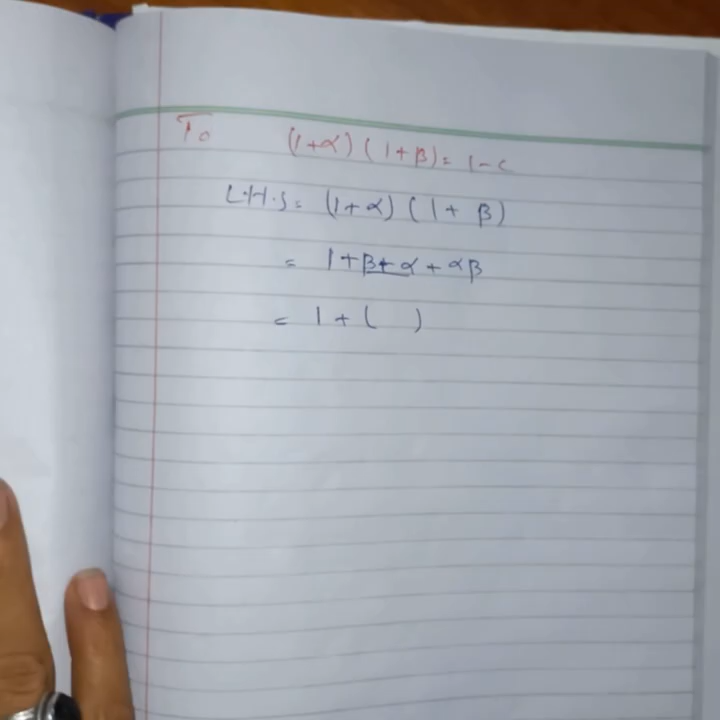 To (1+α)(1+β)= 1-c
L.H.S = (1+α)(1+ β)
= 1+β+α+αβ
= 1+( )